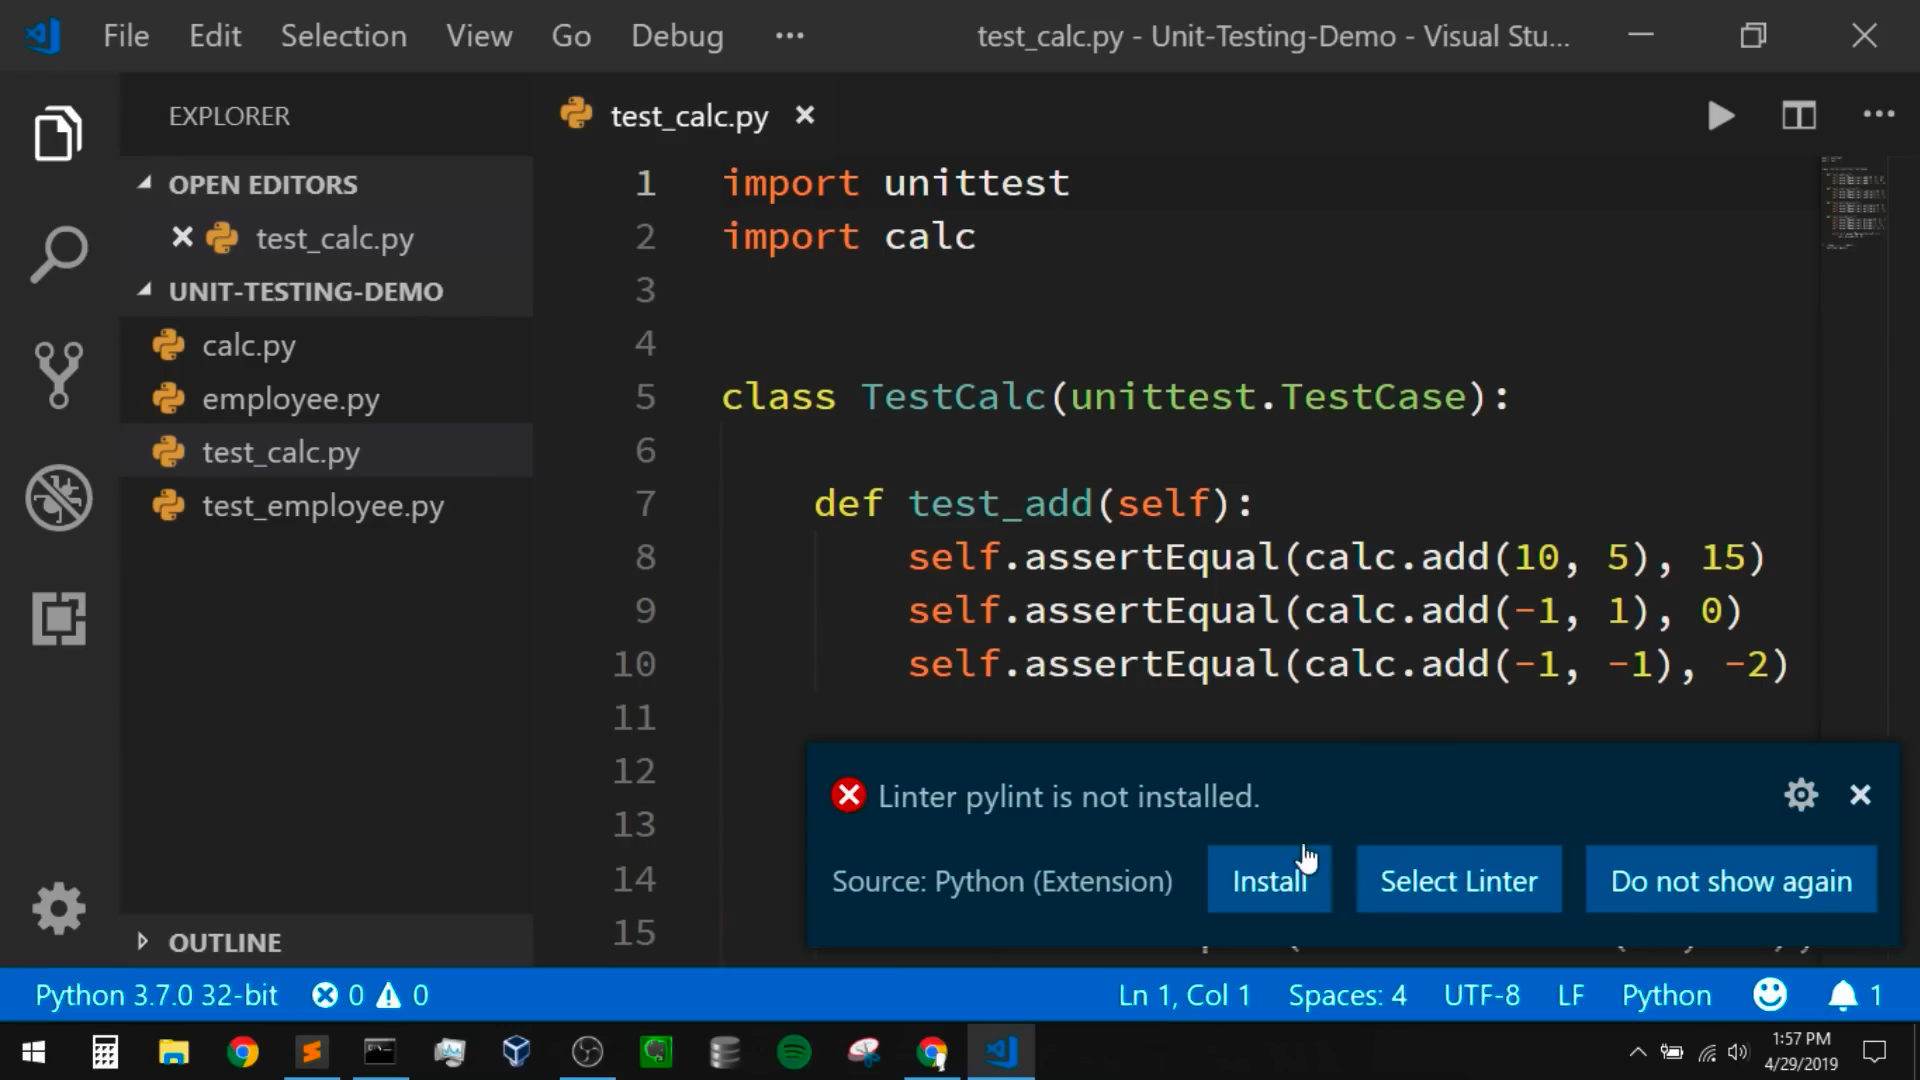 File Edit Selection View Go Debug ... test_calc.py - Unit-Testing-Demo - Visual Stu...
EXPLORER
test_calc.py
OPEN EDITORS
test_calc.py
UNIT-TESTING-DEMO
calc.py
employee.py
test_calc.py
test_employee.py
OUTLINE
1 import unittest
2 import calc
3
4
5 class TestCalc(unittest.TestCase):
6
7 def test_add(self):
8 self.assertEqual(calc.add(10, 5), 15)
9 self.assertEqual(calc.add(-1, 1), 0)
10 self.assertEqual(calc.add(-1, -1), -2)
11
12
13
14
15
Linter pylint is not installed.
Source: Python (Extension) Install Select Linter Do not show again
Python 3.7.0 32-bit 0 0 Ln 1, Col 1 Spaces: 4 UTF-8 LF Python 1
1:57 PM
4/29/2019